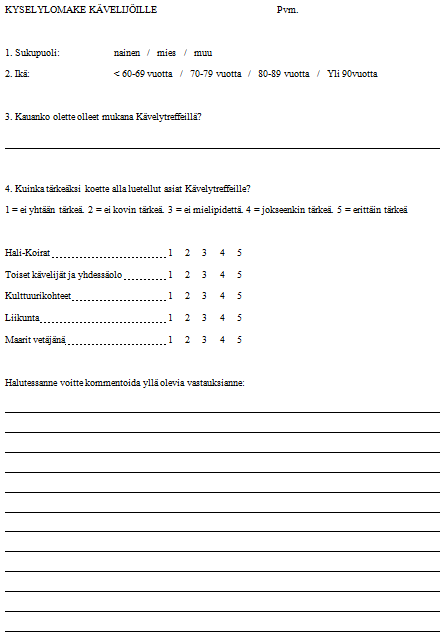 KYSELYLOMAKE KÄVELIJÖILLE Pvm.
1. Sukupuoli: nainen / mies / muu
2. Ikä: < 60-69 vuotta / 70-79 vuotta / 80-89 vuotta / Yli 90vuotta
3. Kauanko olette olleet mukana Kävelytreffeillä?
4. Kuinka tärkeäksi koette alla luetellut asiat Kävelytreffeille?
1 = ei yhtään tärkeä. 2 = ei kovin tärkeä. 3 = ei mielipidettä. 4 = jokseenkin tärkeä. 5 = erittäin tärkeä
Hali-Koirat 1 2 3 4 5
Toiset kävelijät ja yhdessäolo 1 2 3 4 5
Kulttuurikohteet 1 2 3 4 5
Liikunta 1 2 3 4 5
Maarit vetäjänä 1 2 3 4 5
Halutessanne voitte kommentoida yllä olevia vastauksianne: